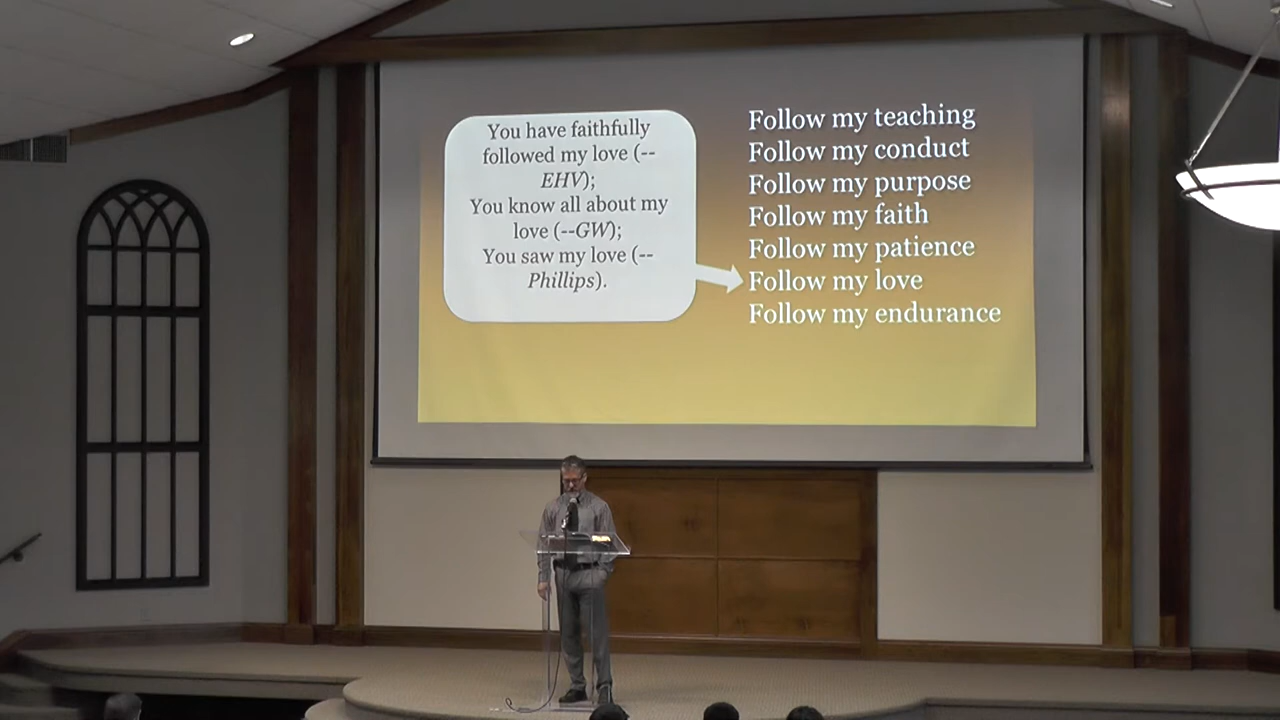 You have faithfully
followed my love (--
EHV);
You know all about my
love (--GW);
You saw my love (--
Phillips).
Follow my teaching
Follow my conduct
Follow my purpose
Follow my faith
Follow my patience
Follow my love
Follow my endurance